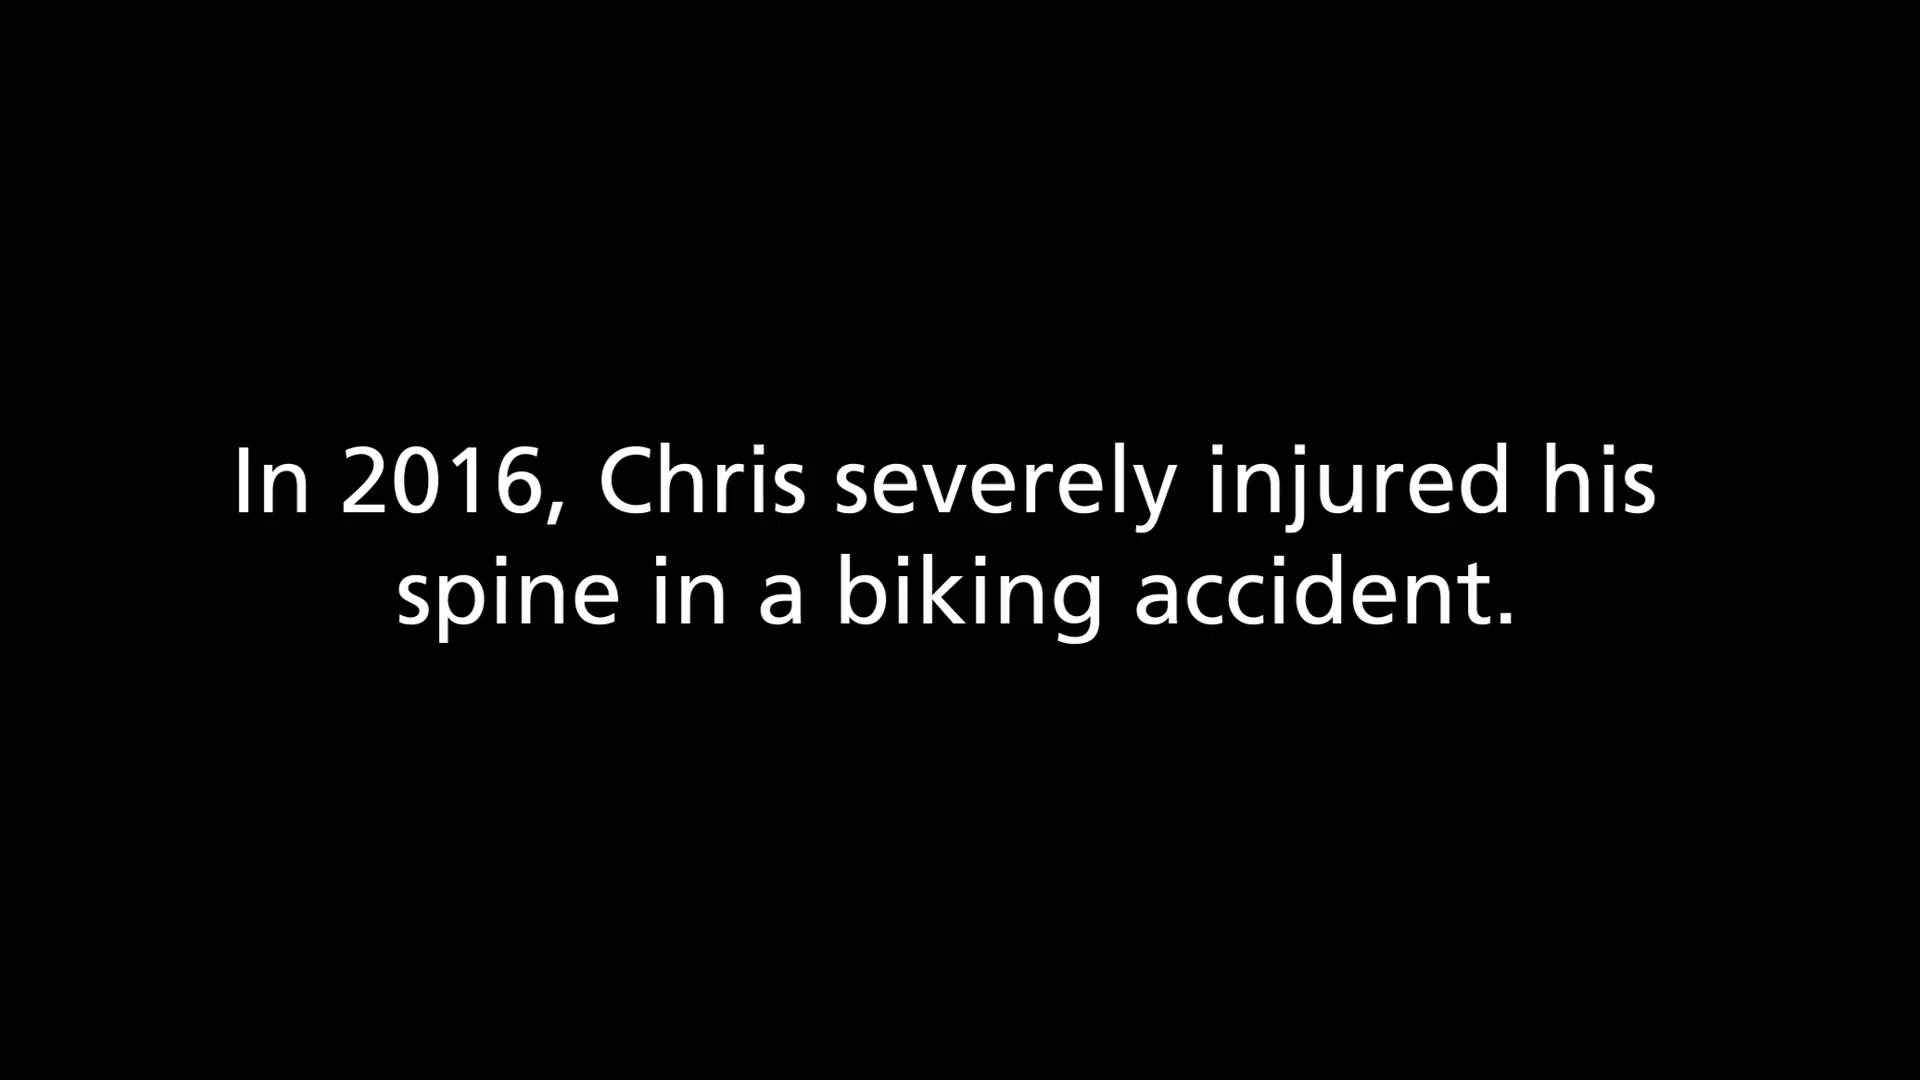 In 2016, Chris severely injured his
spine in a biking accident.